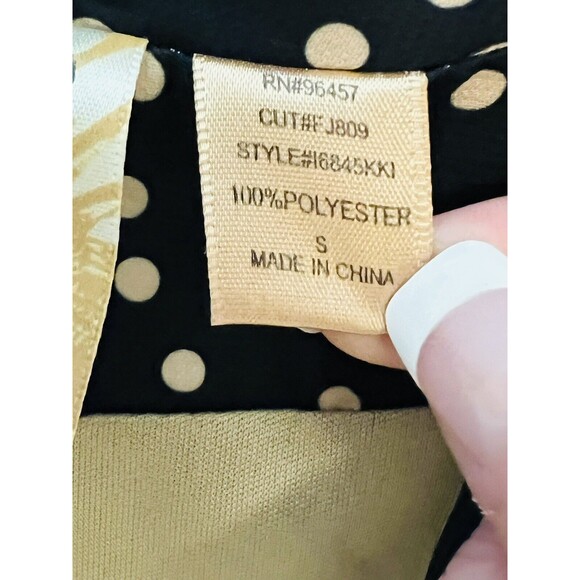 RN#96457
CUT#FJ809
STYLE#I6845KKI
100%POLYESTER
S
MADE IN CHINA